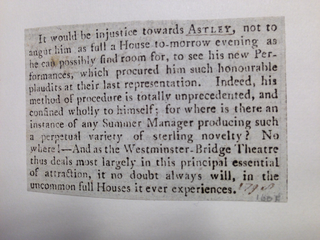 It would be injustice towards ASTLEY, not to
augut him as full a House to-morrow evening as
he can possibly find room for, to see his new Per-
formances, which procured him such honourable
plaudits at their last representation. Indeed, his
method of procedure is totally unprecedented, and
confined wholly to himself; for where is there an
instance of any Summer Manager producing such
a perpetual variety of sterling novelty? No
where!—And as the Westminster-Bridge Theatre
thus deals most largely in this principal essential
of attraction, it no doubt always will, in the
uncommon full Houses it ever experiences.